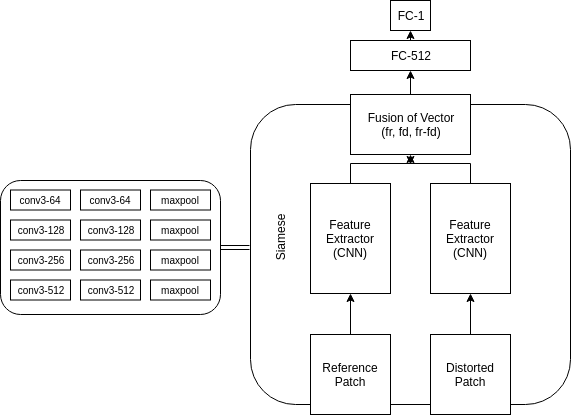 FC-1
FC-512
Fusion of Vector
(fr, fd, fr-fd)
conv3-64 conv3-64 maxpool
conv3-128 conv3-128 maxpool
conv3-256 conv3-256 maxpool
conv3-512 conv3-512 maxpool
Siamese
Feature
Extractor
(CNN)
Feature
Extractor
(CNN)
Reference
Patch
Distorted
Patch